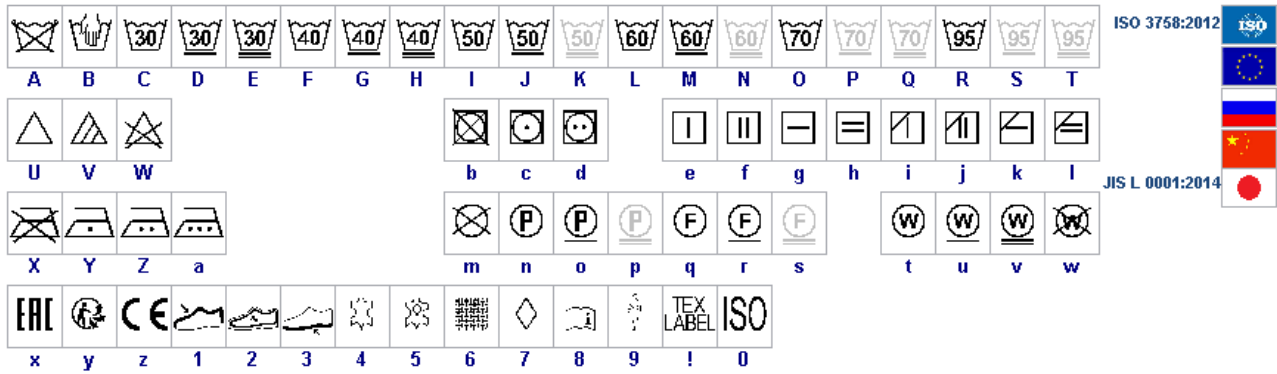 30 30 30 40 40 40 50 50 50 60 60 60 70 70 70 95 95 95 ISO 3758:2012 ISO
A B C D E F G H I J K L M N O P Q R S T
U V W b c d e f g h i j k l
JIS L 0001:2014
P P P F F F W W W W
X Y Z a m n o p q r s t u v w
EAC CE i TEX LABEL ISO
x y z 1 2 3 4 5 6 7 8 9 ! 0